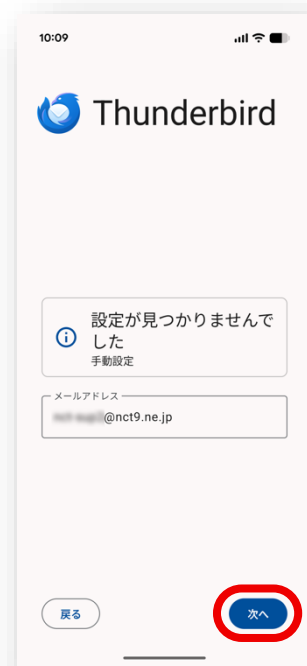 10:09
Thunderbird
設定が見つかりませんで
した
手動設定
メールアドレス
@nct9.ne.jp
戻る
次へ